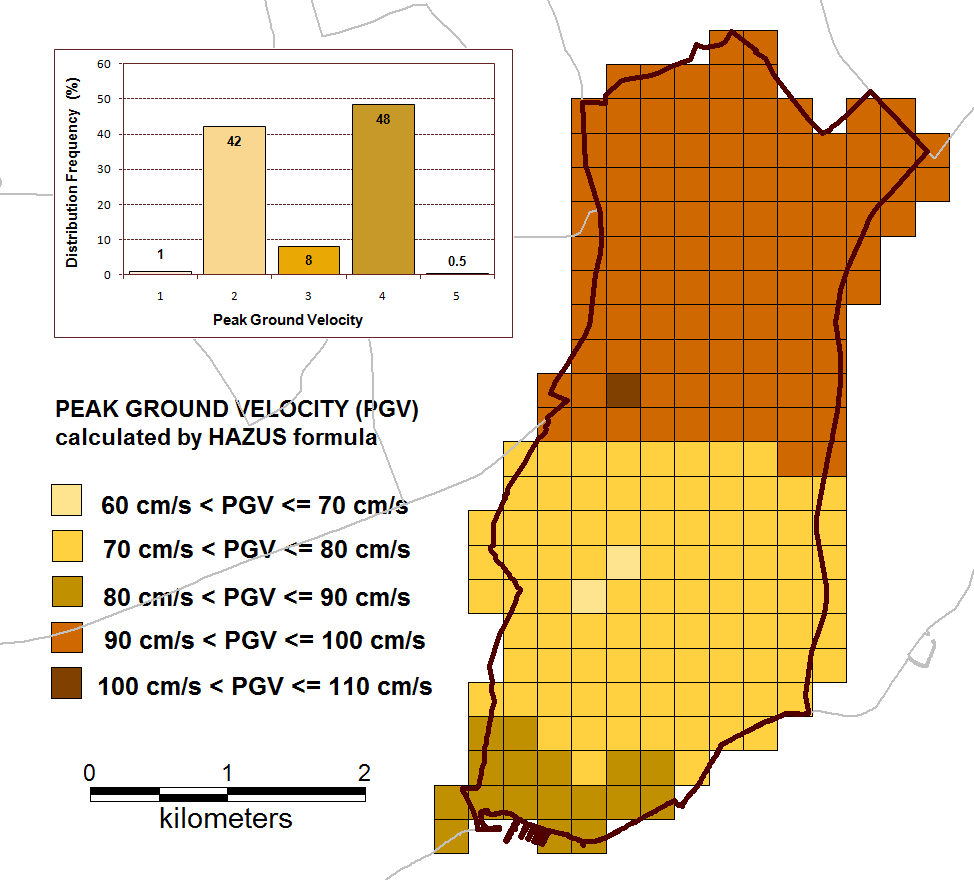 Distribution Frequency (%)
60
50
40
30
20
10
0
1
42
8
48
0.5
1 2 3 4 5
Peak Ground Velocity
PEAK GROUND VELOCITY (PGV)
calculated by HAZUS formula
60 cm/s < PGV <= 70 cm/s
70 cm/s < PGV <= 80 cm/s
80 cm/s < PGV <= 90 cm/s
90 cm/s < PGV <= 100 cm/s
100 cm/s < PGV <= 110 cm/s
0 1 2
kilometers